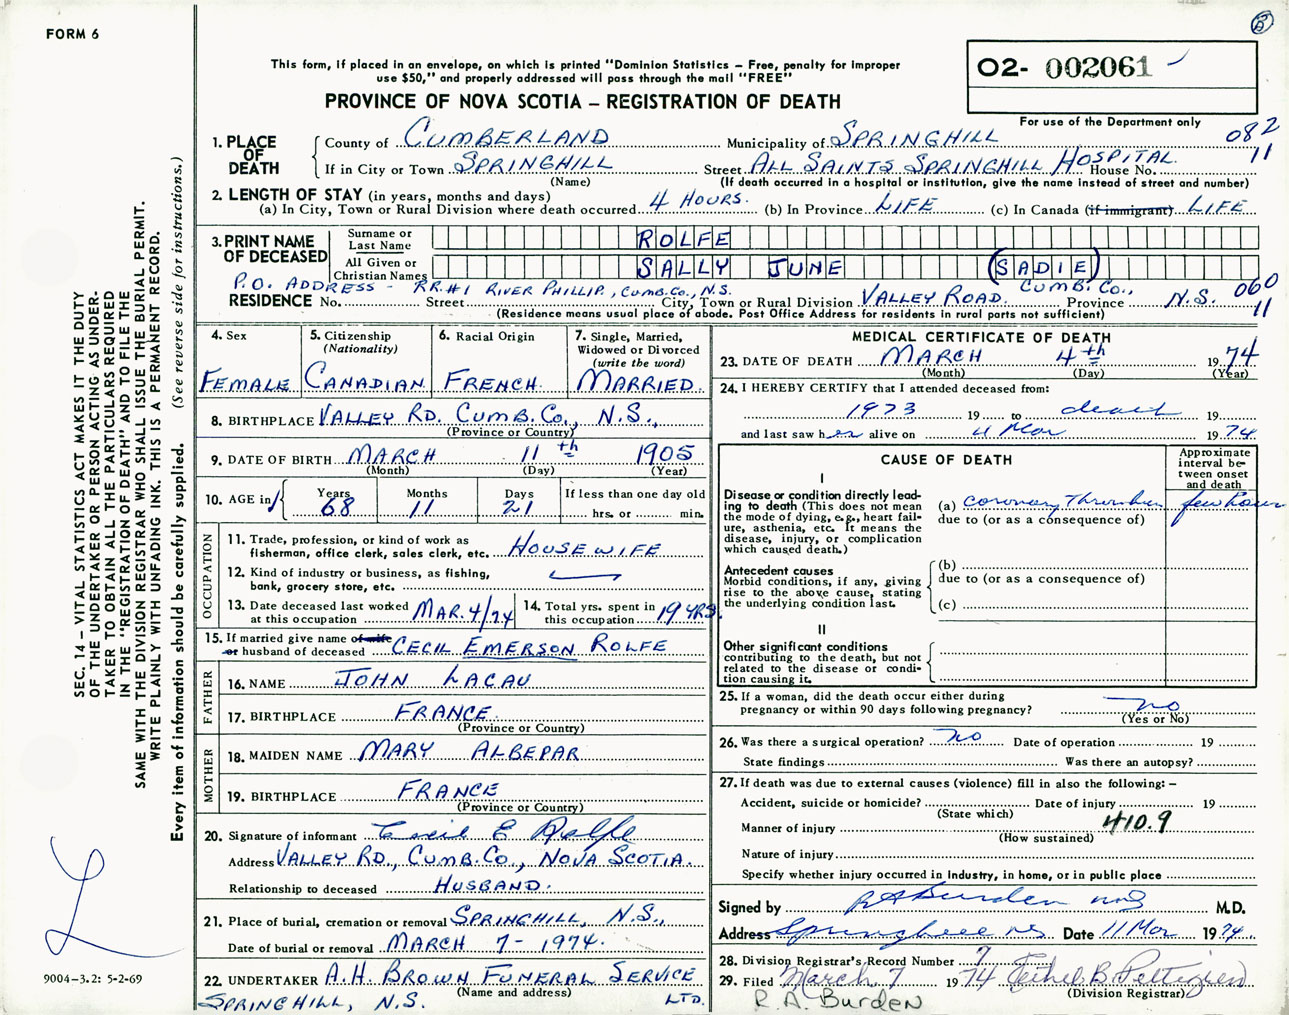 FORM 6
This form, if placed in an envelope, on which is printed "Dominion Statistics – Free, penalty for improper
use $50," and properly addressed will pass through the mail "FREE"
PROVINCE OF NOVA SCOTIA – REGISTRATION OF DEATH
O2- 002061
For use of the Department only
082
11
1. PLACE OF DEATH
County of CUMBERLAND Municipality of SPRINGHILL
If in City or Town SPRINGHILL Street ALL SAINTS SPRINGHILL HOSPITAL House No.
(Name) (If death occurred in a hospital or institution, give the name instead of street and number)
2. LENGTH OF STAY (in years, months and days)
(a) In City, Town or Rural Division where death occurred 4 HOURS. (b) In Province LIFE (c) In Canada (if immigrant) LIFE
3. PRINT NAME OF DECEASED
Surname or Last Name ROLFE
All Given or Christian Names SALLY JUNE (SADIE)
P.O. ADDRESS - R.R.#1 RIVER PHILLIP, CUMB.CO., N.S. CUMB. CO., 060
RESIDENCE No. Street City, Town or Rural Division VALLEY ROAD. Province N.S. 11
(Residence means usual place of abode. Post Office Address for residents in rural parts not sufficient)
4. Sex FEMALE
5. Citizenship (Nationality) CANADIAN
6. Racial Origin FRENCH.
7. Single, Married, Widowed or Divorced (write the word) MARRIED.
8. BIRTHPLACE VALLEY RD. CUMB. CO., N.S.,
(Province or Country)
9. DATE OF BIRTH MARCH 11th 1905
(Month) (Day) (Year)
10. AGE in Years 68 Months 11 Days 21 If less than one day old
hrs. or min.
OCCUPATION
11. Trade, profession, or kind of work as
fisherman, office clerk, sales clerk, etc. HOUSEWIFE
12. Kind of industry or business, as fishing,
bank, grocery store, etc.
13. Date deceased last worked at this occupation MAR. 4/74
14. Total yrs. spent in this occupation 19 YRS.
15. If married give name of wife
or husband of deceased CECIL EMERSON ROLFE
FATHER
16. NAME JOHN LACAU
17. BIRTHPLACE FRANCE.
(Province or Country)
MOTHER
18. MAIDEN NAME MARY ALBEPAR
19. BIRTHPLACE FRANCE
(Province or Country)
20. Signature of informant Cecil E Rolfe
Address VALLEY RD., CUMB. CO., NOVA SCOTIA.
Relationship to deceased HUSBAND.
21. Place of burial, cremation or removal SPRINGHILL, N.S.,
Date of burial or removal MARCH 7 - 1974.
22. UNDERTAKER A.H. BROWN FUNERAL SERVICE
(Name and address)
SPRINGHILL, N.S. LTD.
MEDICAL CERTIFICATE OF DEATH
23. DATE OF DEATH MARCH 4th 1974
(Month) (Day) (Year)
24. I HEREBY CERTIFY that I attended deceased from:
1973 19 to death 19
and last saw her alive on 4 Mar 1974.
CAUSE OF DEATH
Approximate interval between onset and death
I
Disease or condition directly lead-
ing to death (This does not
mean the mode of dying, e.g., heart fail-
ure, asthenia, etc. It means the
disease, injury, or complication
which caused death.)
(a) Coronary Thrombus few hours
due to (or as a consequence of)
Antecedent causes
Morbid conditions, if any, giving
rise to the above cause, stating
the underlying condition last.
(b)
due to (or as a consequence of)
(c)
II
Other significant conditions
contributing to the death, but not
related to the disease or condi-
tion causing it.
25. If a woman, did the death occur either during
pregnancy or within 90 days following pregnancy? no
(Yes or No)
26. Was there a surgical operation? no Date of operation 19
State findings Was there an autopsy?
27. If death was due to external causes (violence) fill in also the following: –
Accident, suicide or homicide? Date of injury 19
(State which)
Manner of injury 410.9
(How sustained)
Nature of injury
Specify whether injury occurred in industry, in home, or in public place
Signed by R A Burden M.D.
Address Springhill NS Date 11 Mar 1974.
28. Division Registrar's Record Number 7
29. Filed March 7 1974 Ethel B.
(Division Registrar)
R. A. Burden
SEC. 14 – VITAL STATISTICS ACT MAKES IT THE DUTY
OF THE UNDERTAKER OR PERSON ACTING AS UNDER-
TAKER TO OBTAIN ALL THE PARTICULARS REQUIRED
IN THE "REGISTRATION OF DEATH" AND TO FILE THE
SAME WITH THE DIVISION REGISTRAR WHO SHALL ISSUE THE BURIAL PERMIT.
WRITE PLAINLY WITH UNFADING INK. THIS IS A PERMANENT RECORD.
Every item of information should be carefully supplied. (See reverse side for instructions.)
9004–3.2: 5-2-69